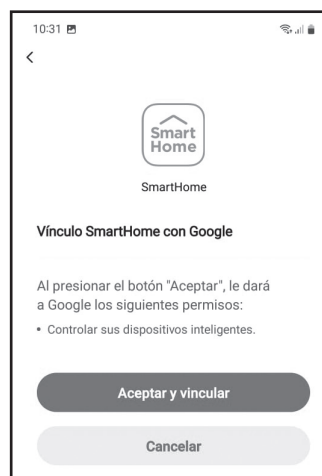 10:31
Smart
Home
SmartHome
Vínculo SmartHome con Google
Al presionar el botón "Aceptar", le dará
a Google los siguientes permisos:
• Controlar sus dispositivos inteligentes.
Aceptar y vincular
Cancelar